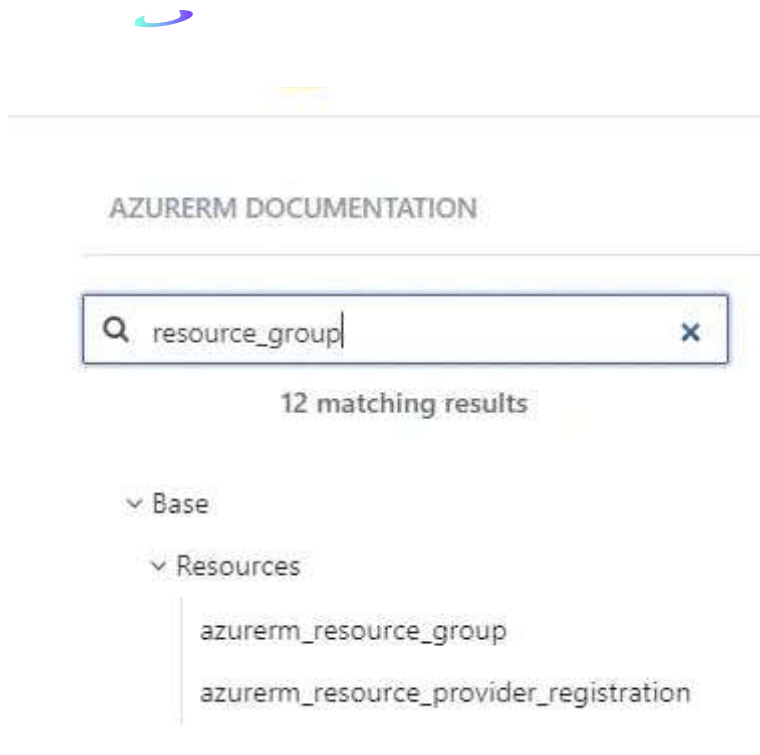 AZURERM DOCUMENTATION
resource_group
12 matching results
Base
Resources
azurerm_resource_group
azurerm_resource_provider_registration